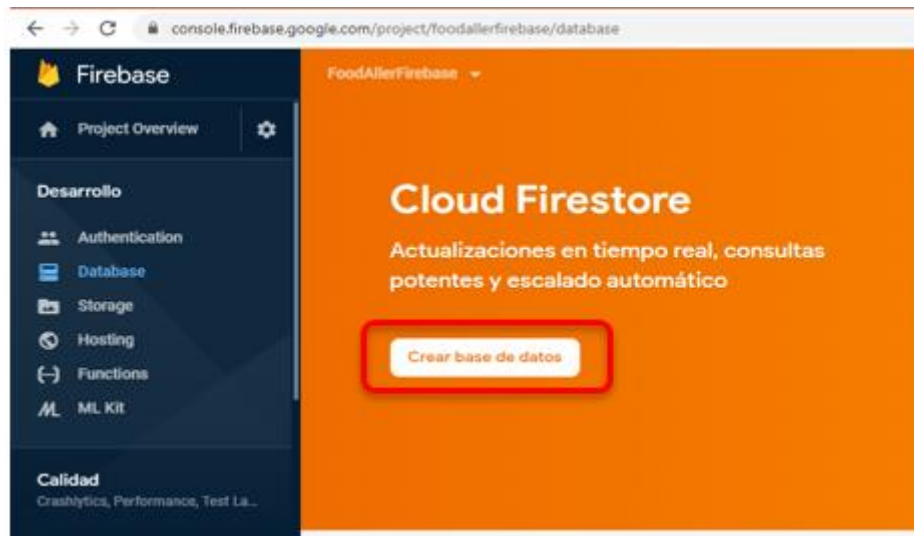 console.firebase.google.com/project/foodallerfirebase/database
Firebase
FoodAllerFirebase
Project Overview
Desarrollo
Authentication
Database
Storage
Hosting
Functions
ML Kit
Calidad
Crashlytics, Performance, Test La...
Cloud Firestore
Actualizaciones en tiempo real, consultas
potentes y escalado automático
Crear base de datos